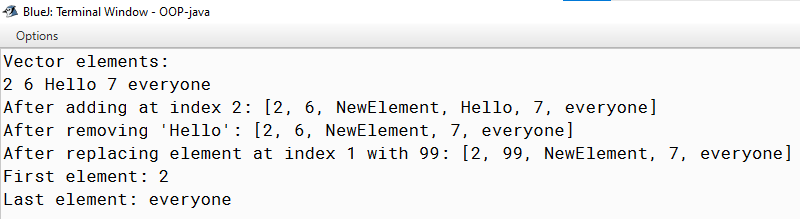 BlueJ: Terminal Window - OOP-java
Options
Vector elements:
2 6 Hello 7 everyone
After adding at index 2: [2, 6, NewElement, Hello, 7, everyone]
After removing 'Hello': [2, 6, NewElement, 7, everyone]
After replacing element at index 1 with 99: [2, 99, NewElement, 7, everyone]
First element: 2
Last element: everyone